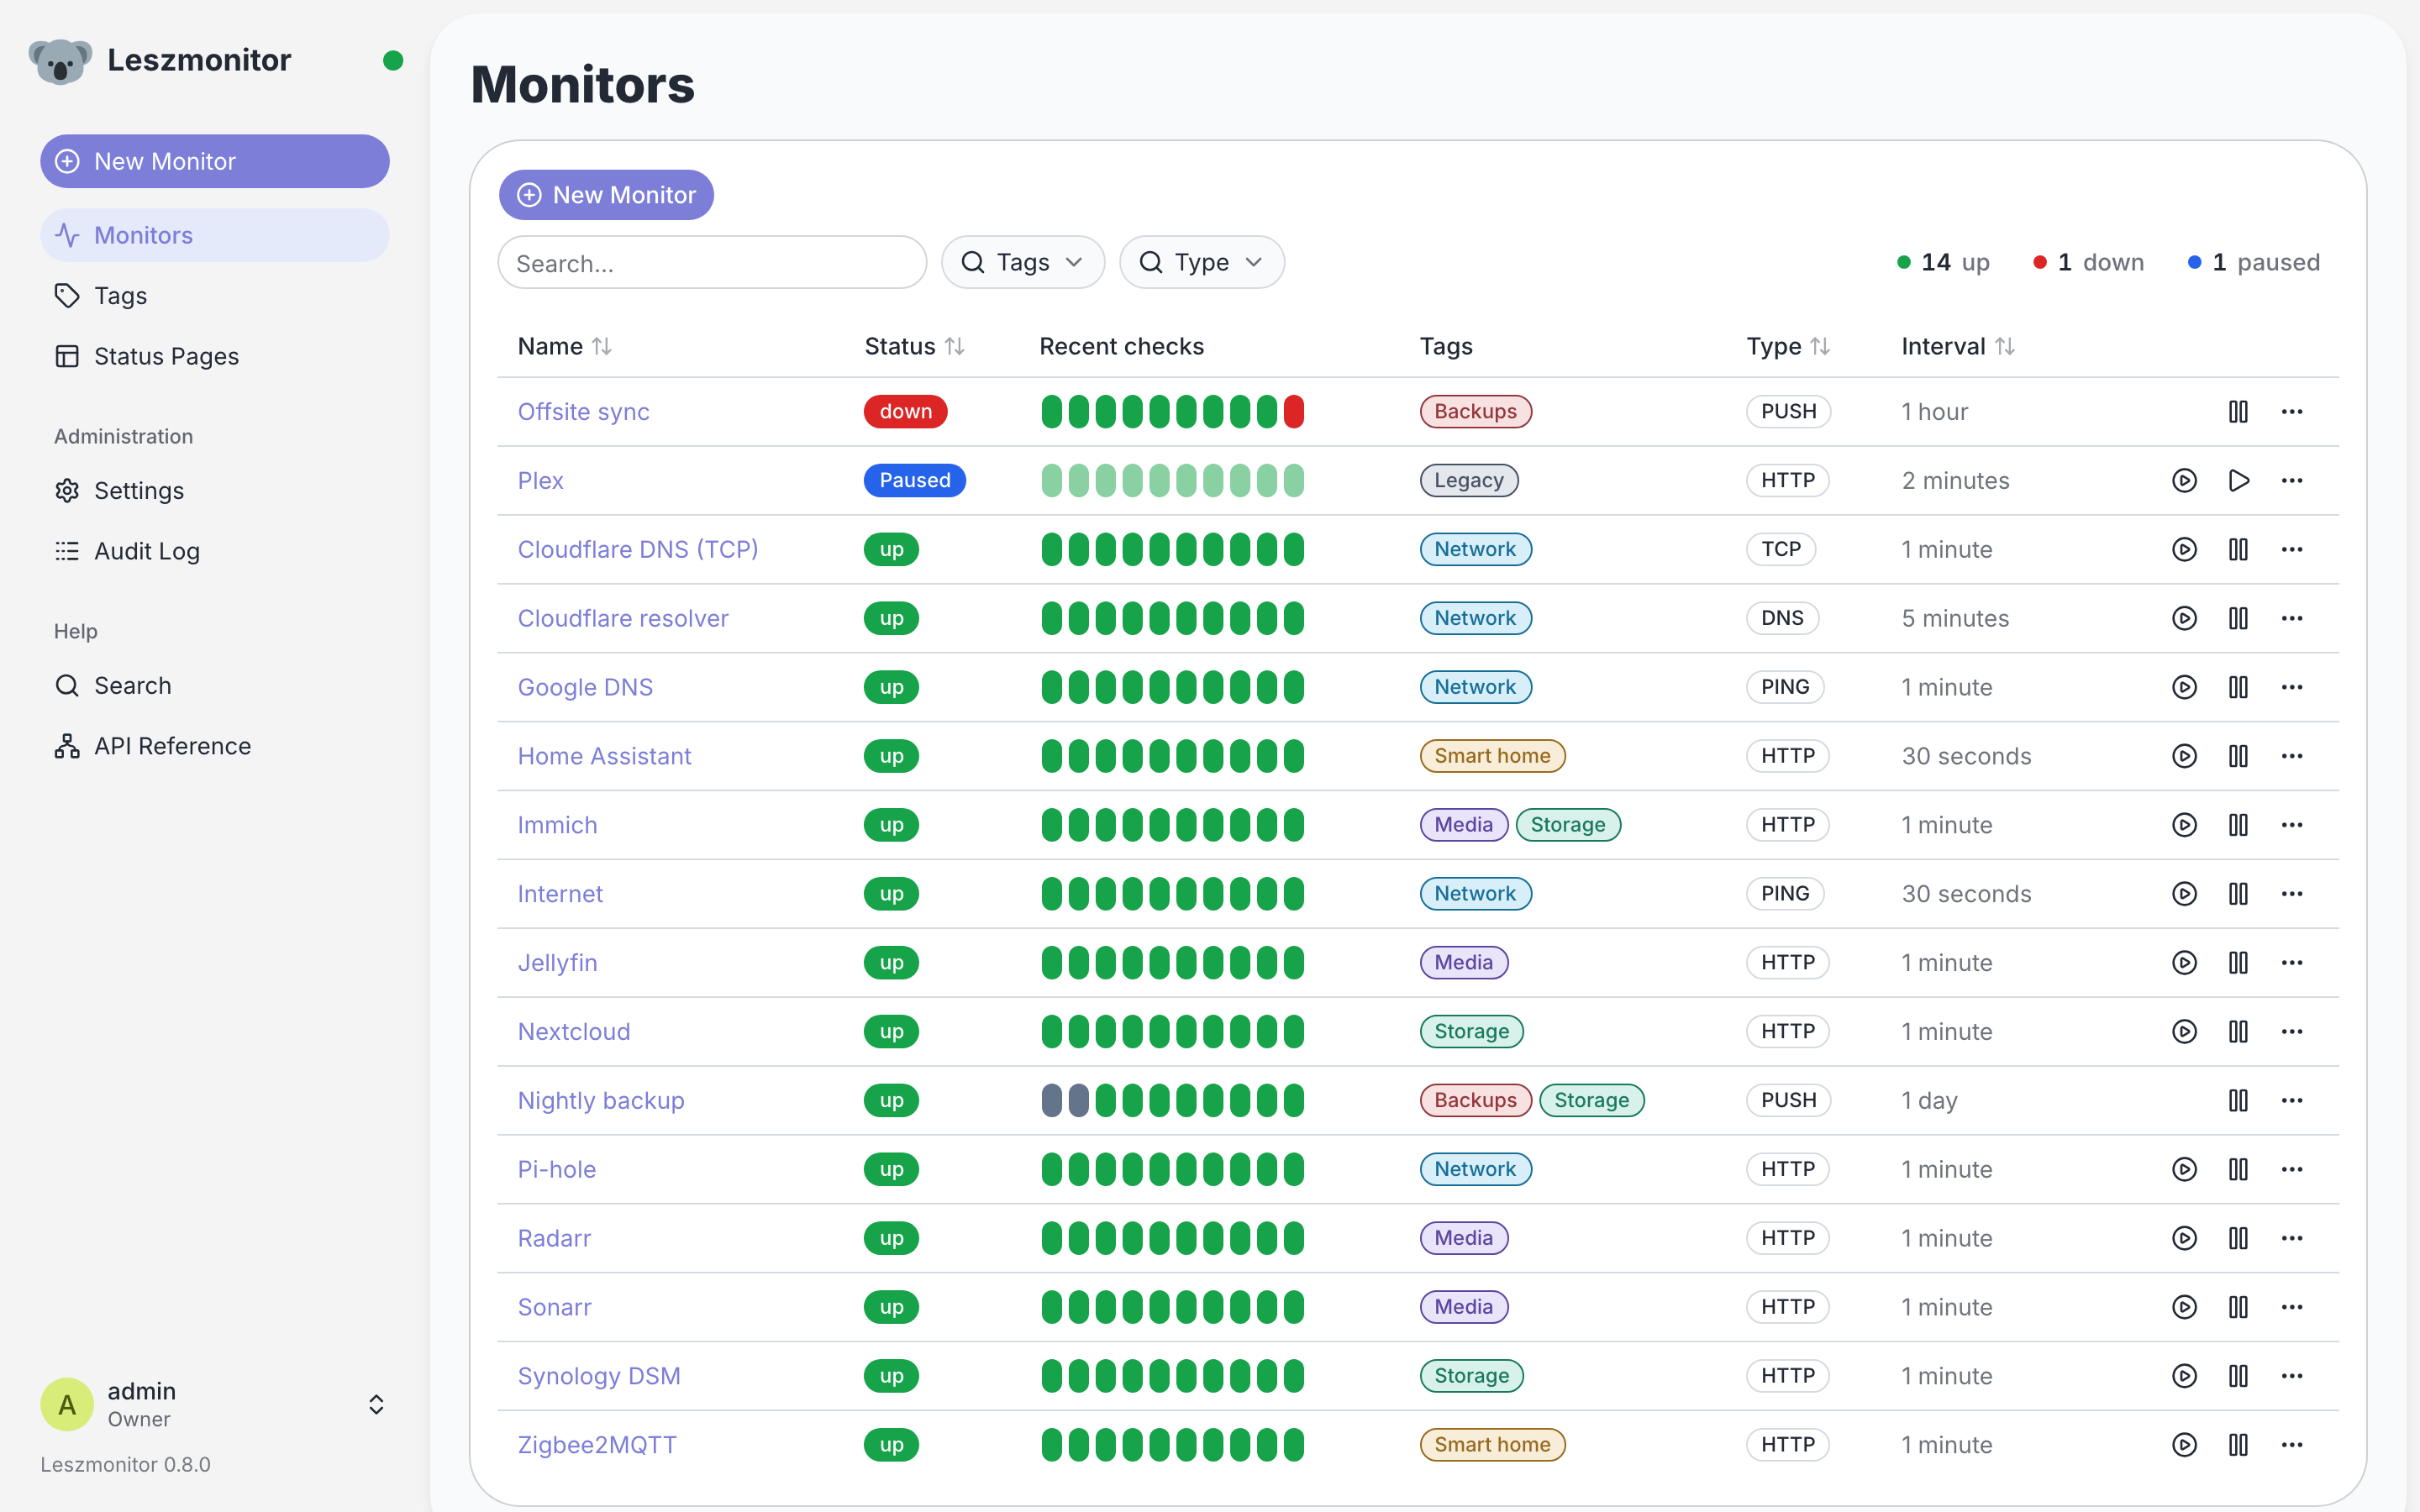 Leszmonitor
New Monitor
Monitors
Tags
Status Pages
Administration
Settings
Audit Log
Help
Search
API Reference
A
admin
Owner
Leszmonitor 0.8.0
Monitors
New Monitor
Search... Tags Type 14 up 1 down 1 paused
Name Status Recent checks Tags Type Interval
Offsite sync down Backups PUSH 1 hour
Plex Paused Legacy HTTP 2 minutes
Cloudflare DNS (TCP) up Network TCP 1 minute
Cloudflare resolver up Network DNS 5 minutes
Google DNS up Network PING 1 minute
Home Assistant up Smart home HTTP 30 seconds
Immich up Media Storage HTTP 1 minute
Internet up Network PING 30 seconds
Jellyfin up Media HTTP 1 minute
Nextcloud up Storage HTTP 1 minute
Nightly backup up Backups Storage PUSH 1 day
Pi-hole up Network HTTP 1 minute
Radarr up Media HTTP 1 minute
Sonarr up Media HTTP 1 minute
Synology DSM up Storage HTTP 1 minute
Zigbee2MQTT up Smart home HTTP 1 minute